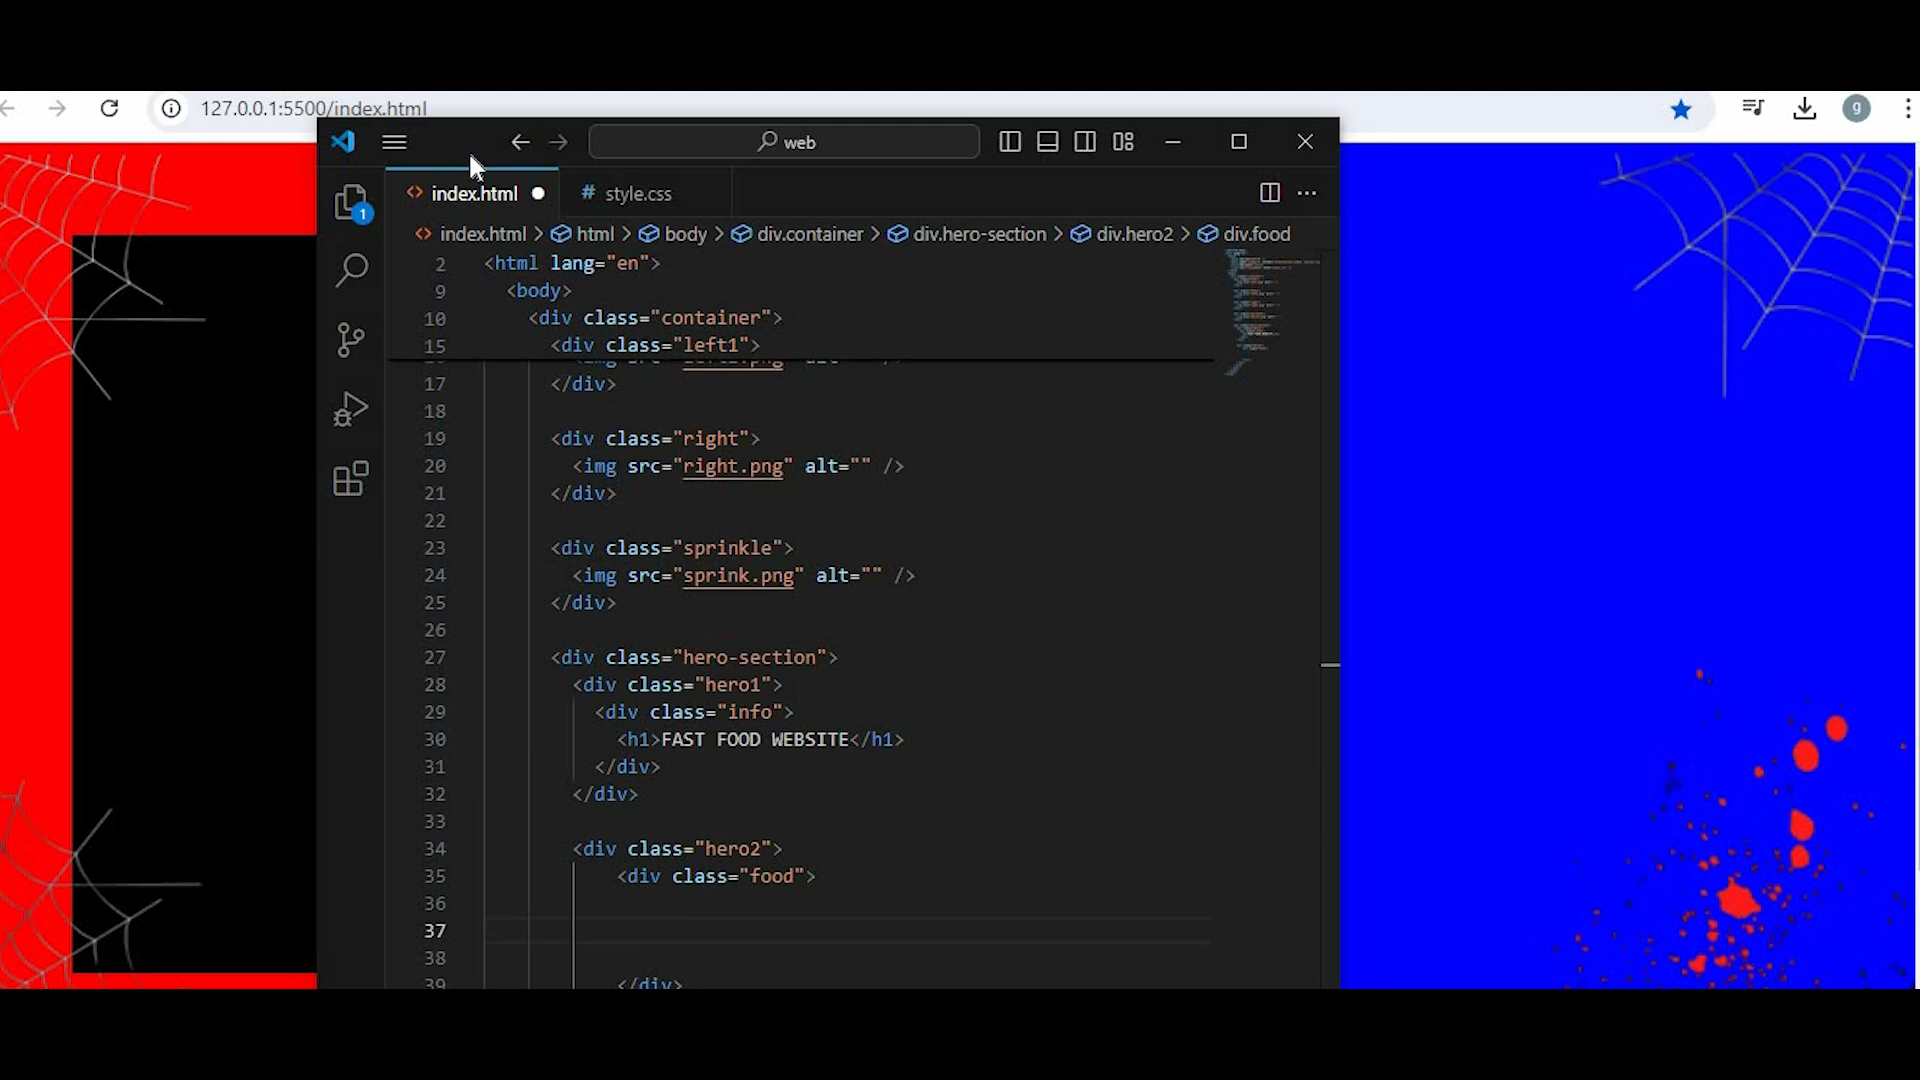 127.0.0.1:5500/index.html
g
web
index.html
style.css
1
index.html > html > body > div.container > div.hero-section > div.hero2 > div.food
2 <html lang="en">
9 <body>
10 <div class="container">
15 <div class="left1">
17 </div>
18
19 <div class="right">
20 <img src="right.png" alt="" />
21 </div>
22
23 <div class="sprinkle">
24 <img src="sprink.png" alt="" />
25 </div>
26
27 <div class="hero-section">
28 <div class="hero1">
29 <div class="info">
30 <h1>FAST FOOD WEBSITE</h1>
31 </div>
32 </div>
33
34 <div class="hero2">
35 <div class="food">
36
37
38
39 </div>